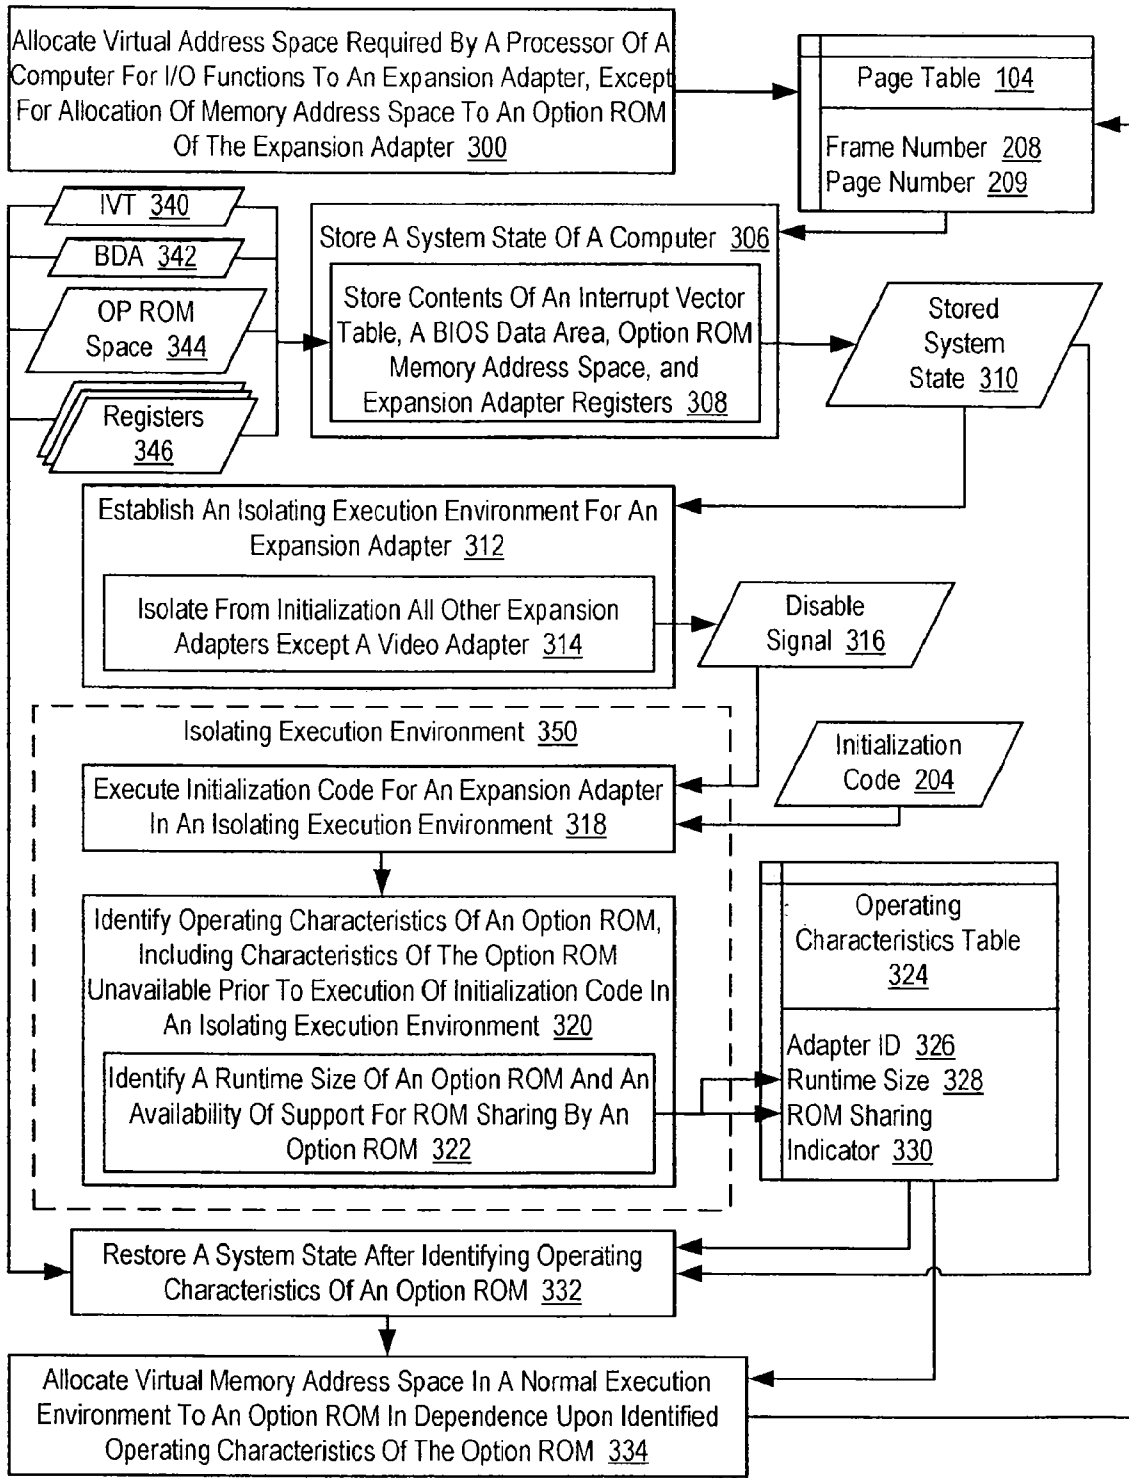 Allocate Virtual Address Space Required By A Processor Of A
Computer For I/O Functions To An Expansion Adapter, Except
For Allocation Of Memory Address Space To An Option ROM
Of The Expansion Adapter 300
Page Table 104
Frame Number 208
Page Number 209
IVT 340
BDA 342
OP ROM
Space 344
Registers
346
Store A System State Of A Computer 306
Store Contents Of An Interrupt Vector
Table, A BIOS Data Area, Option ROM
Memory Address Space, and
Expansion Adapter Registers 308
Stored
System
State 310
Establish An Isolating Execution Environment For An
Expansion Adapter 312
Isolate From Initialization All Other Expansion
Adapters Except A Video Adapter 314
Disable
Signal 316
Isolating Execution Environment 350
Initialization
Code 204
Execute Initialization Code For An Expansion Adapter
In An Isolating Execution Environment 318
Identify Operating Characteristics Of An Option ROM,
Including Characteristics Of The Option ROM
Unavailable Prior To Execution Of Initialization Code In
An Isolating Execution Environment 320
Identify A Runtime Size Of An Option ROM And An
Availability Of Support For ROM Sharing By An
Option ROM 322
Operating
Characteristics Table
324
Adapter ID 326
Runtime Size 328
ROM Sharing
Indicator 330
Restore A System State After Identifying Operating
Characteristics Of An Option ROM 332
Allocate Virtual Memory Address Space In A Normal Execution
Environment To An Option ROM In Dependence Upon Identified
Operating Characteristics Of The Option ROM 334